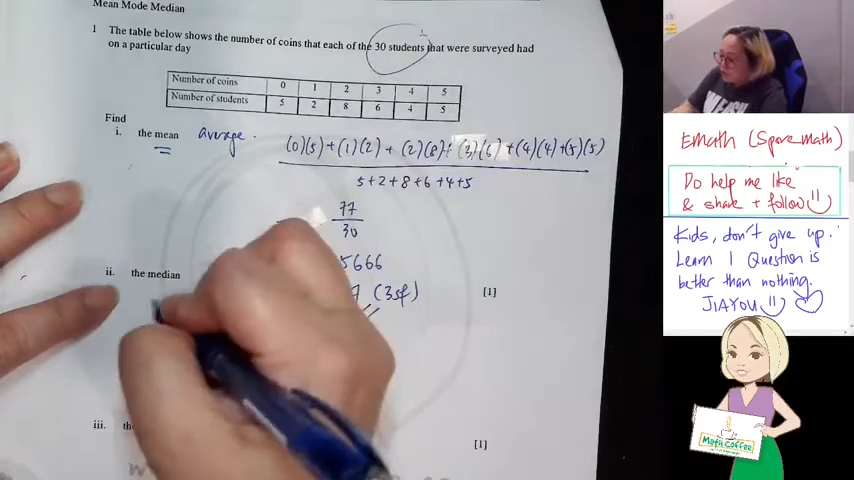 Mean Mode Median
1 The table below shows the number of coins that each of the 30 students that were surveyed had
on a particular day
Number of coins 0 1 2 3 4 5
Number of students 5 2 8 6 4 5
Find
i. the mean average.
(0)(5)+(1)(2) + (2)(8)+(3)(6)+(4)(4)+(5)(5)
5+2+8+6+4+5
77
30
5666
(3sf)
[1]
ii. the median
iii.
[1]
Emath (Spore math)
Do help me like
& share + follow
Kids, don't give up.
Learn 1 Question is
better than nothing.
JIAYOU
Math Coffee